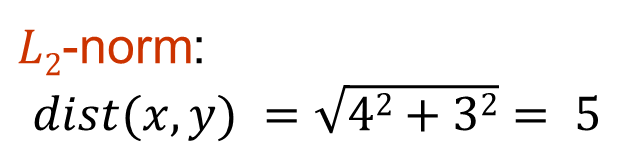 L₂-norm:
dist(x, y) = √4² + 3² = 5